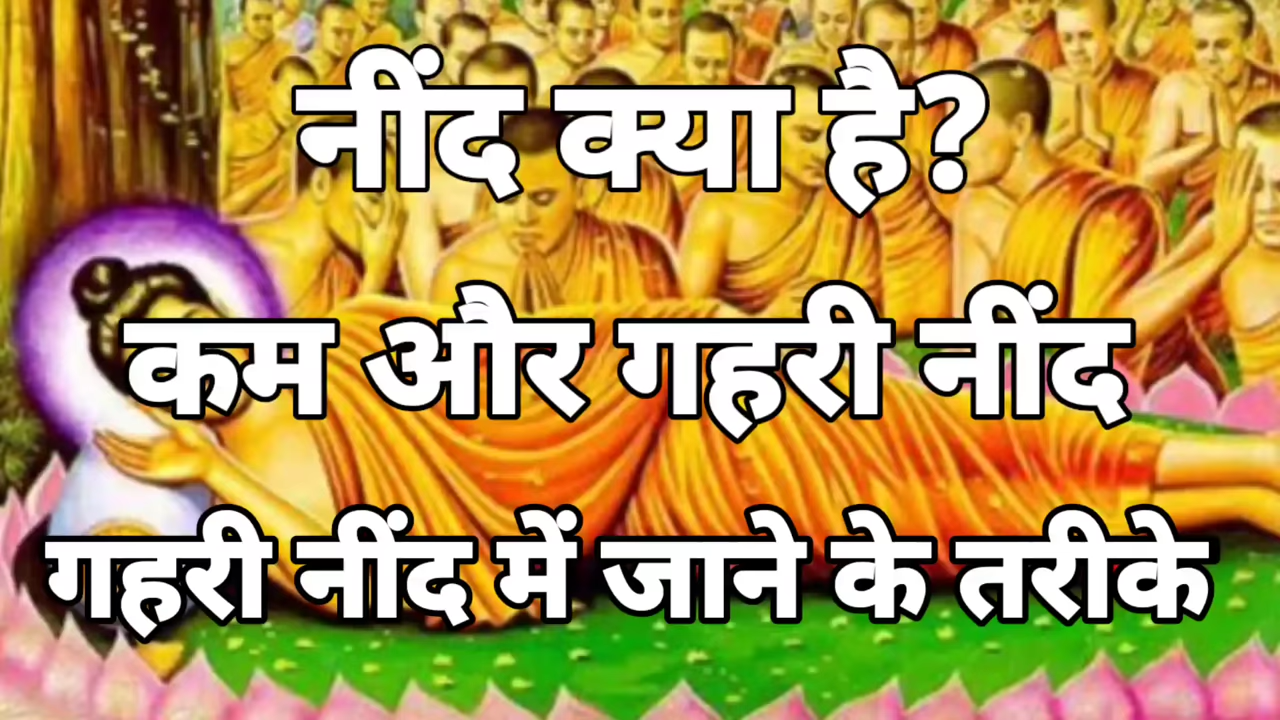 नींद क्या है?
कम और गहरी नींद
गहरी नींद में जाने के तरीके